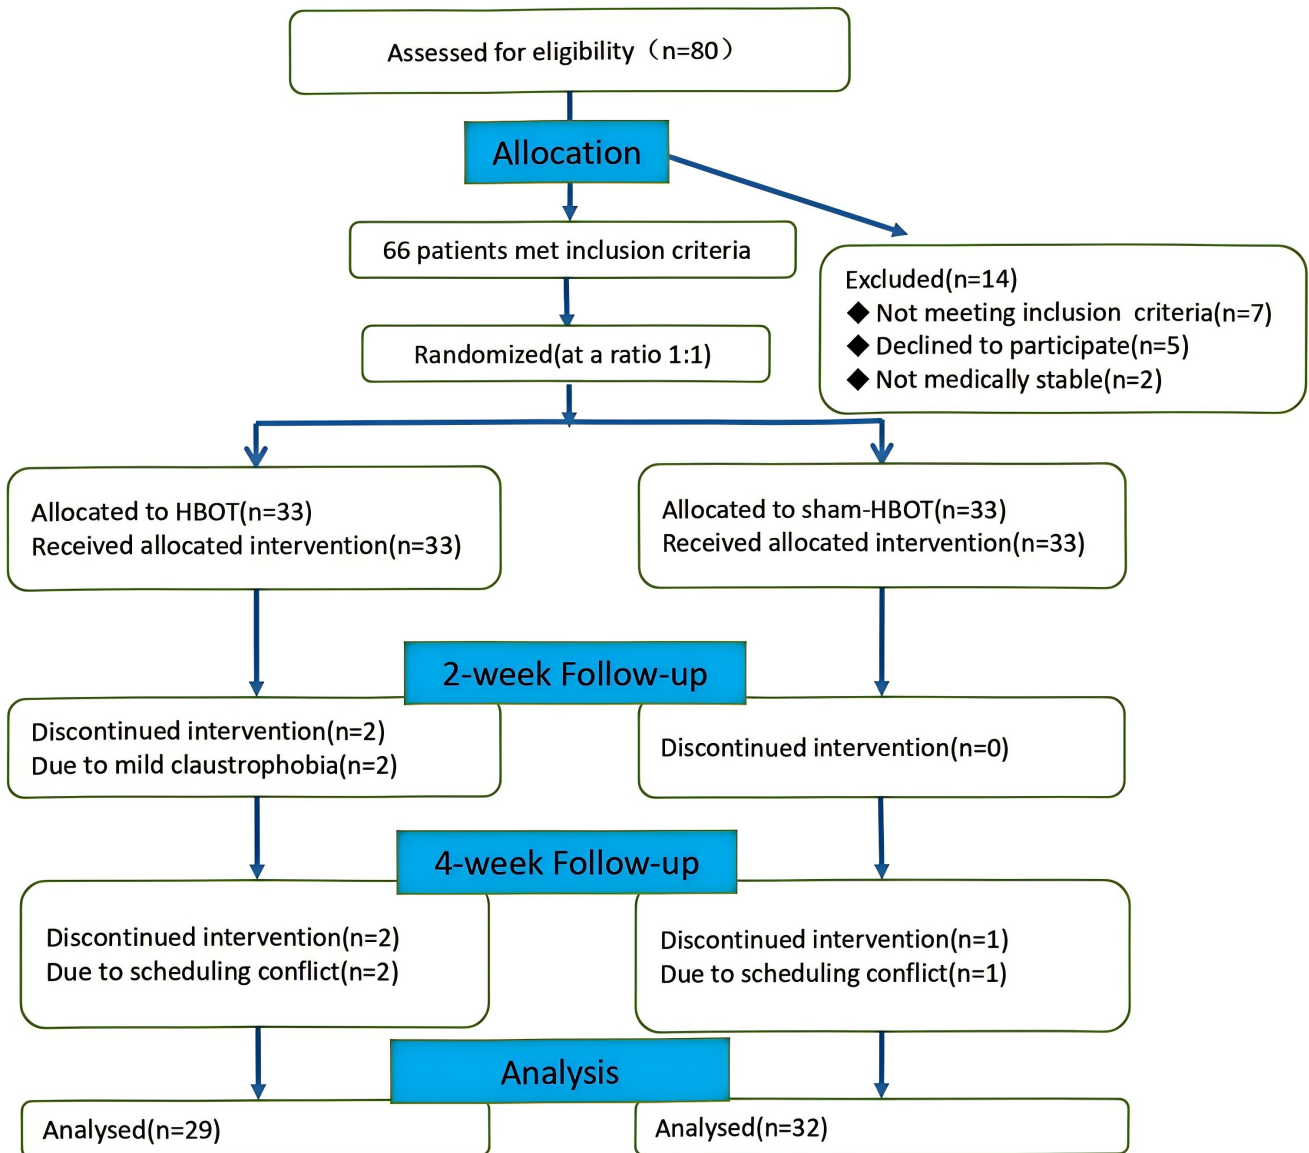 Assessed for eligibility（n=80）
Allocation
66 patients met inclusion criteria
Excluded(n=14)
◆ Not meeting inclusion criteria(n=7)
◆ Declined to participate(n=5)
◆ Not medically stable(n=2)
Randomized(at a ratio 1:1)
Allocated to HBOT(n=33)
Received allocated intervention(n=33)
Allocated to sham-HBOT(n=33)
Received allocated intervention(n=33)
2-week Follow-up
Discontinued intervention(n=2)
Due to mild claustrophobia(n=2)
Discontinued intervention(n=0)
4-week Follow-up
Discontinued intervention(n=2)
Due to scheduling conflict(n=2)
Discontinued intervention(n=1)
Due to scheduling conflict(n=1)
Analysis
Analysed(n=29)
Analysed(n=32)